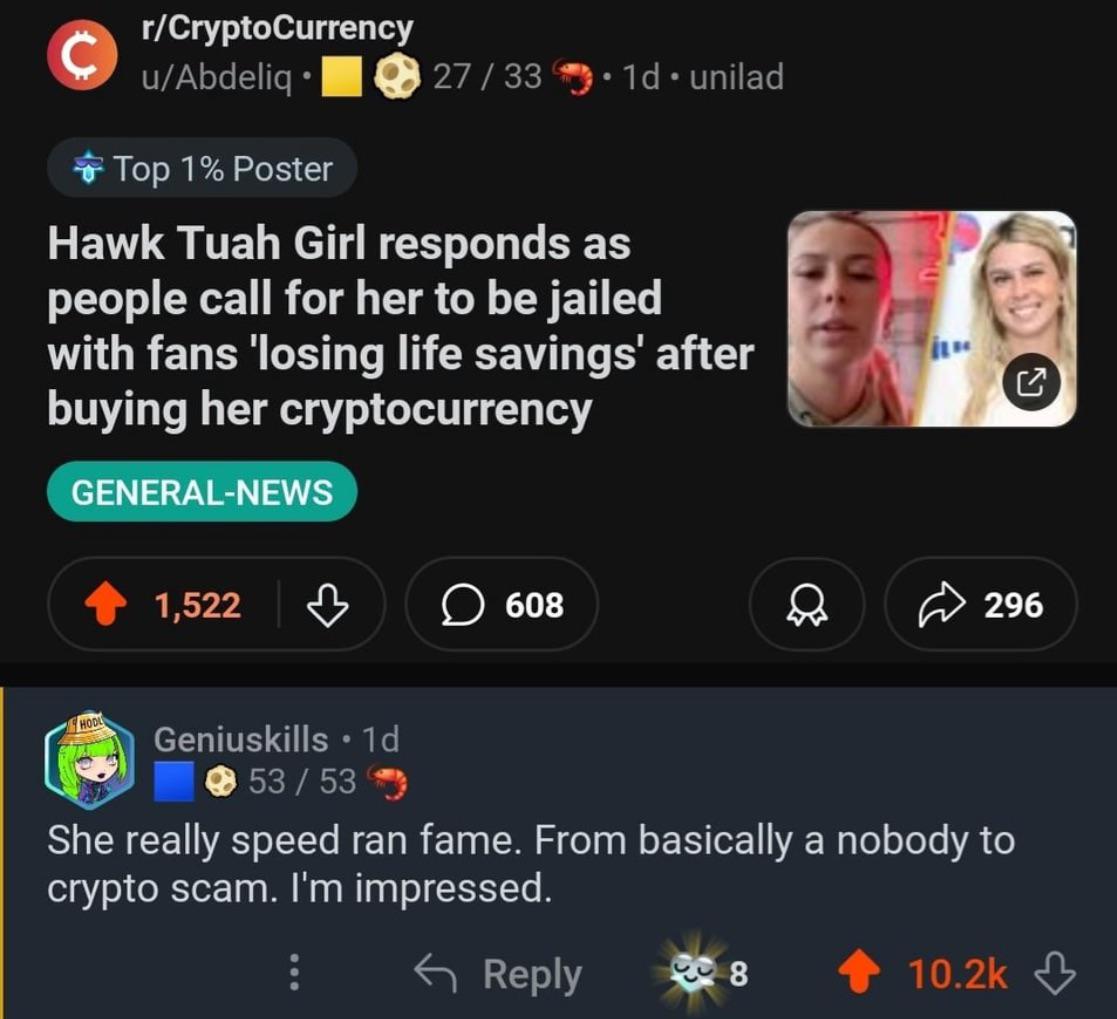 r/CryptoCurrency
u/Abdeliq • 27 / 33 🦐 • 1d • unilad
Top 1% Poster
Hawk Tuah Girl responds as
people call for her to be jailed
with fans 'losing life savings' after
buying her cryptocurrency
GENERAL-NEWS
1,522 608 296
HODL
Geniuskills • 1d
53 / 53 🦐
She really speed ran fame. From basically a nobody to
crypto scam. I'm impressed.
Reply 8 10.2k